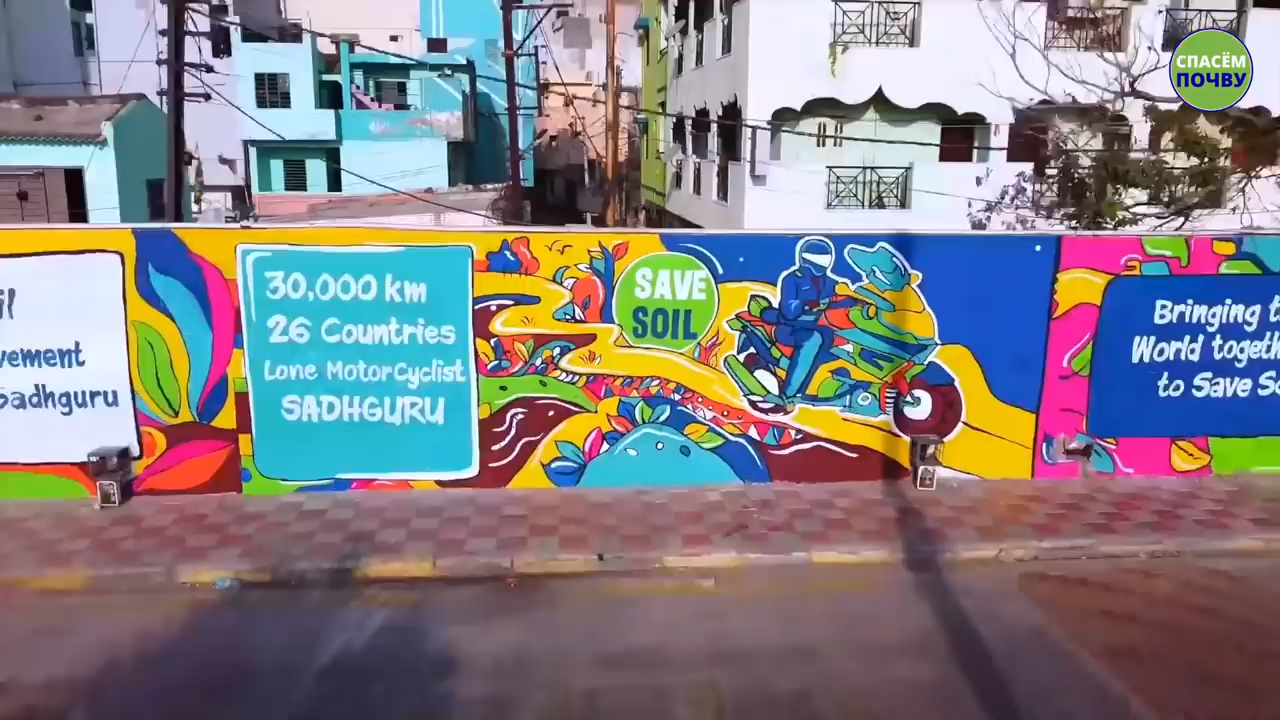 СПАСЁМ
ПОЧВУ
vement
Sadhguru
30,000 km
26 Countries
Lone MotorCyclist
SADHGURU
SAVE
SOIL
Bringing t
World togeth
to Save So